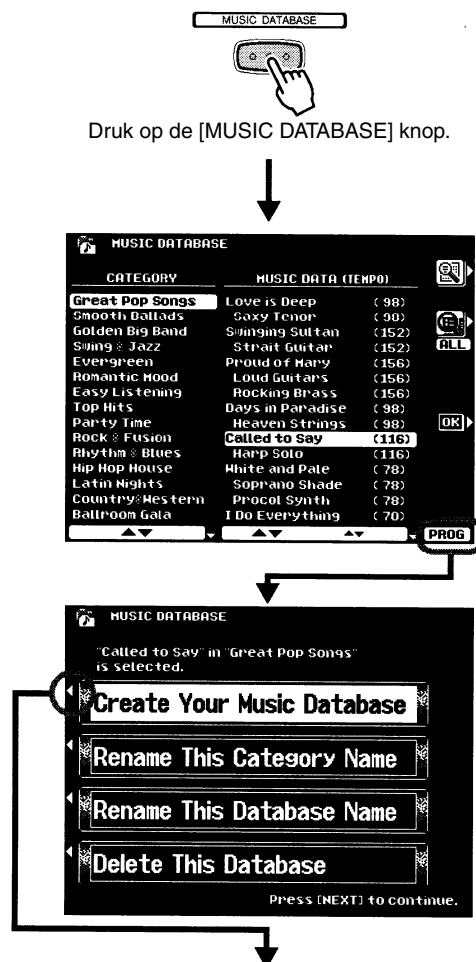 MUSIC DATABASE
Druk op de [MUSIC DATABASE] knop.
MUSIC DATABASE
CATEGORY MUSIC DATA (TEMPO)
Great Pop Songs Love is Deep ( 98)
Smooth Ballads Saxy Tenor ( 98)
Golden Big Band Swinging Sultan (152)
Swing & Jazz Strait Guitar (152)
Evergreen Proud of Mary (156)
Romantic Mood Loud Guitars (156)
Easy Listening Rocking Brass (156)
Top Hits Days in Paradise ( 98)
Party Time Heaven Strings ( 98)
Rock & Fusion Called to Say (116)
Rhythm & Blues Harp Solo (116)
Hip Hop House White and Pale ( 78)
Latin Nights Soprano Shade ( 78)
Country&Western Procol Synth ( 78)
Ballroom Gala I Do Everything ( 70)
ALL
OK
PROG
MUSIC DATABASE
"Called to Say" in "Great Pop Songs"
is selected.
Create Your Music Database
Rename This Category Name
Rename This Database Name
Delete This Database
Press [NEXT] to continue.